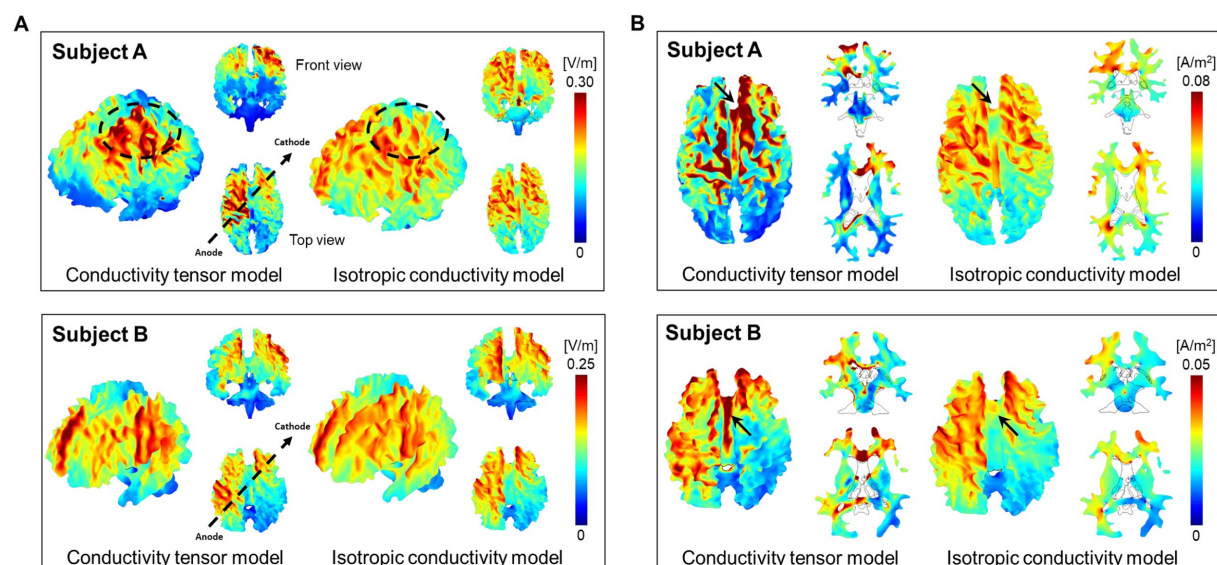 A
B
Subject A
Front view
[V/m]
0.30
Cathode
Anode
Top view
0
Conductivity tensor model
Isotropic conductivity model
Subject A
[A/m²]
0.08
0
Conductivity tensor model
Isotropic conductivity model
Subject B
[V/m]
0.25
Cathode
Anode
0
Conductivity tensor model
Isotropic conductivity model
Subject B
[A/m²]
0.05
0
Conductivity tensor model
Isotropic conductivity model